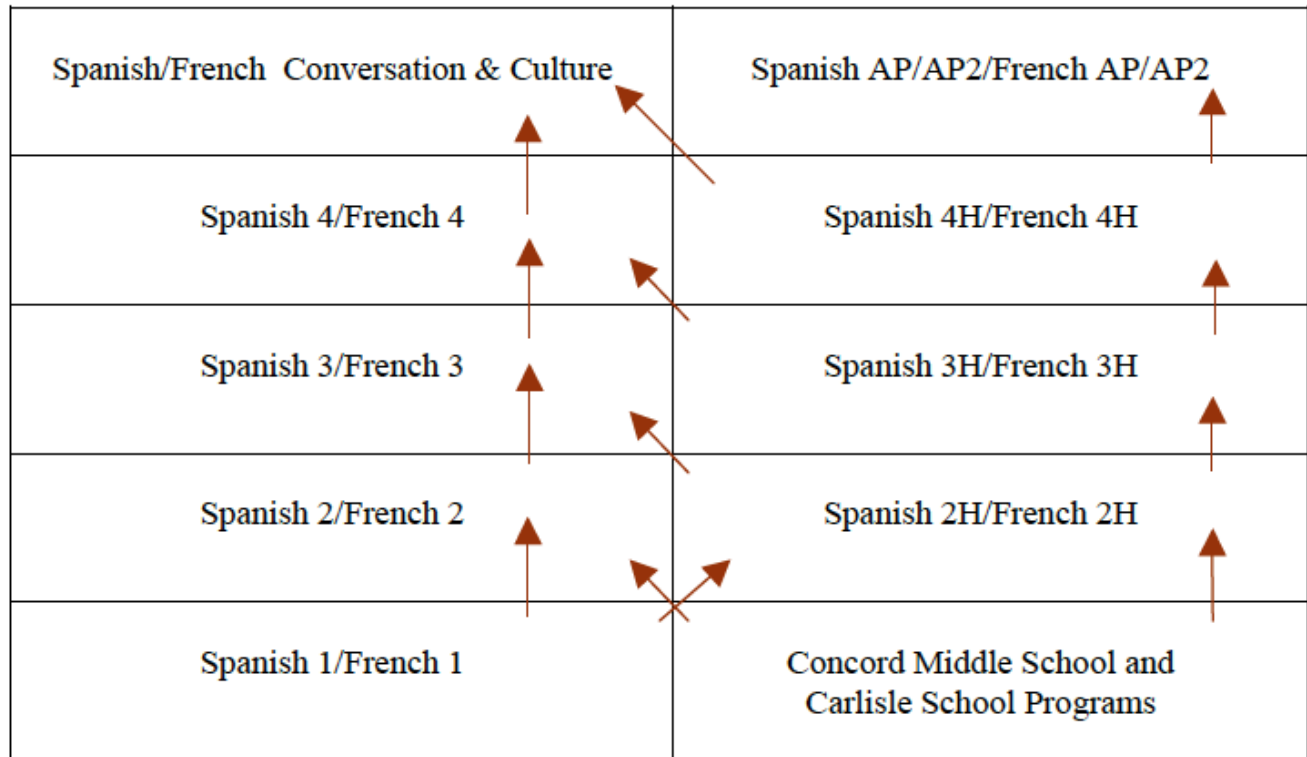 Spanish/French Conversation & Culture
Spanish AP/AP2/French AP/AP2
Spanish 4/French 4
Spanish 4H/French 4H
Spanish 3/French 3
Spanish 3H/French 3H
Spanish 2/French 2
Spanish 2H/French 2H
Spanish 1/French 1
Concord Middle School and
Carlisle School Programs